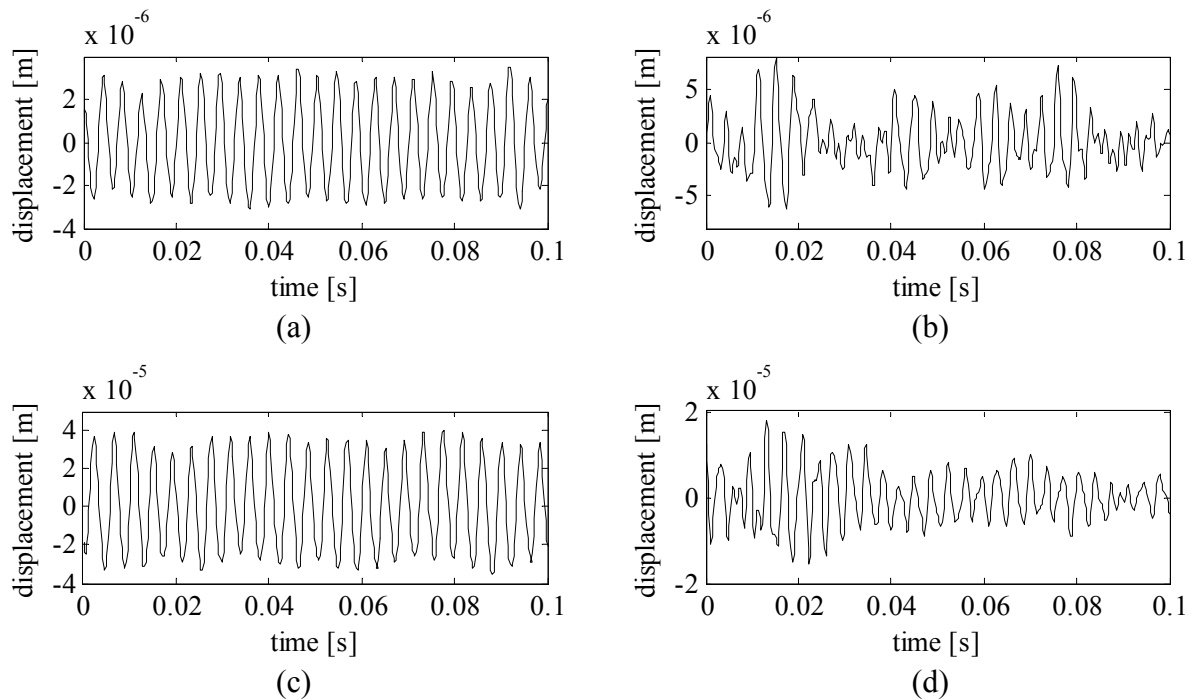 x 10^-6
displacement [m]
2
0
-2
-4
0 0.02 0.04 0.06 0.08 0.1
time [s]
(a)
x 10^-6
displacement [m]
5
0
-5
0 0.02 0.04 0.06 0.08 0.1
time [s]
(b)
x 10^-5
displacement [m]
4
2
0
-2
-4
0 0.02 0.04 0.06 0.08 0.1
time [s]
(c)
x 10^-5
displacement [m]
2
0
-2
0 0.02 0.04 0.06 0.08 0.1
time [s]
(d)